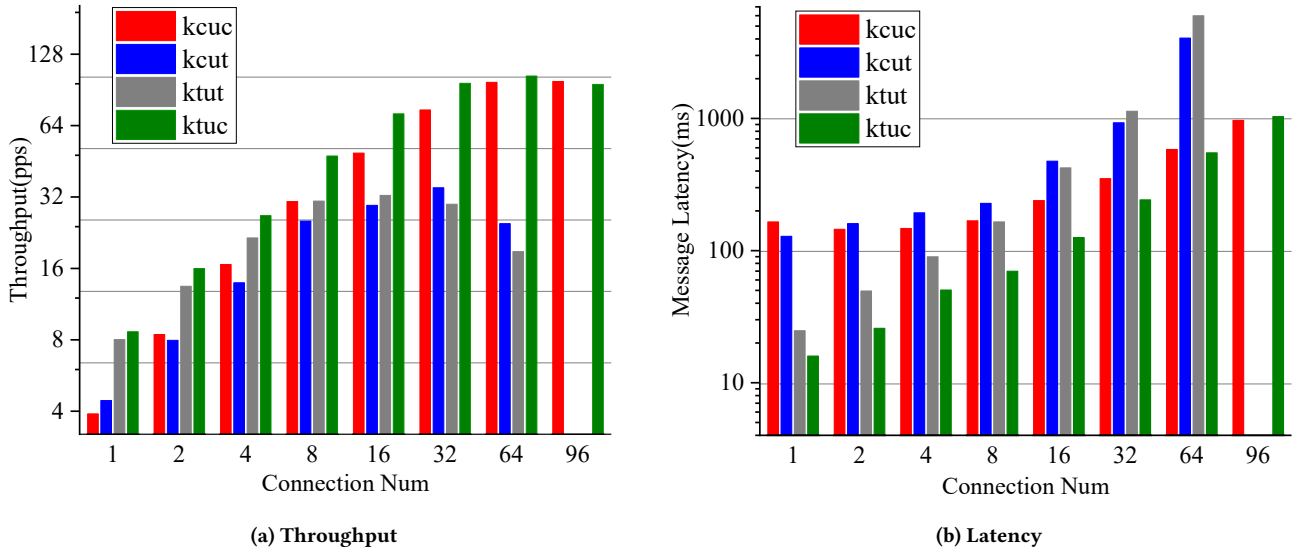 kcuc
kcut
ktut
ktuc
128
64
32
16
8
4
Throughput(pps)
1 2 4 8 16 32 64 96
Connection Num
(a) Throughput
kcuc
kcut
ktut
ktuc
1000
100
10
Message Latency(ms)
1 2 4 8 16 32 64 96
Connection Num
(b) Latency